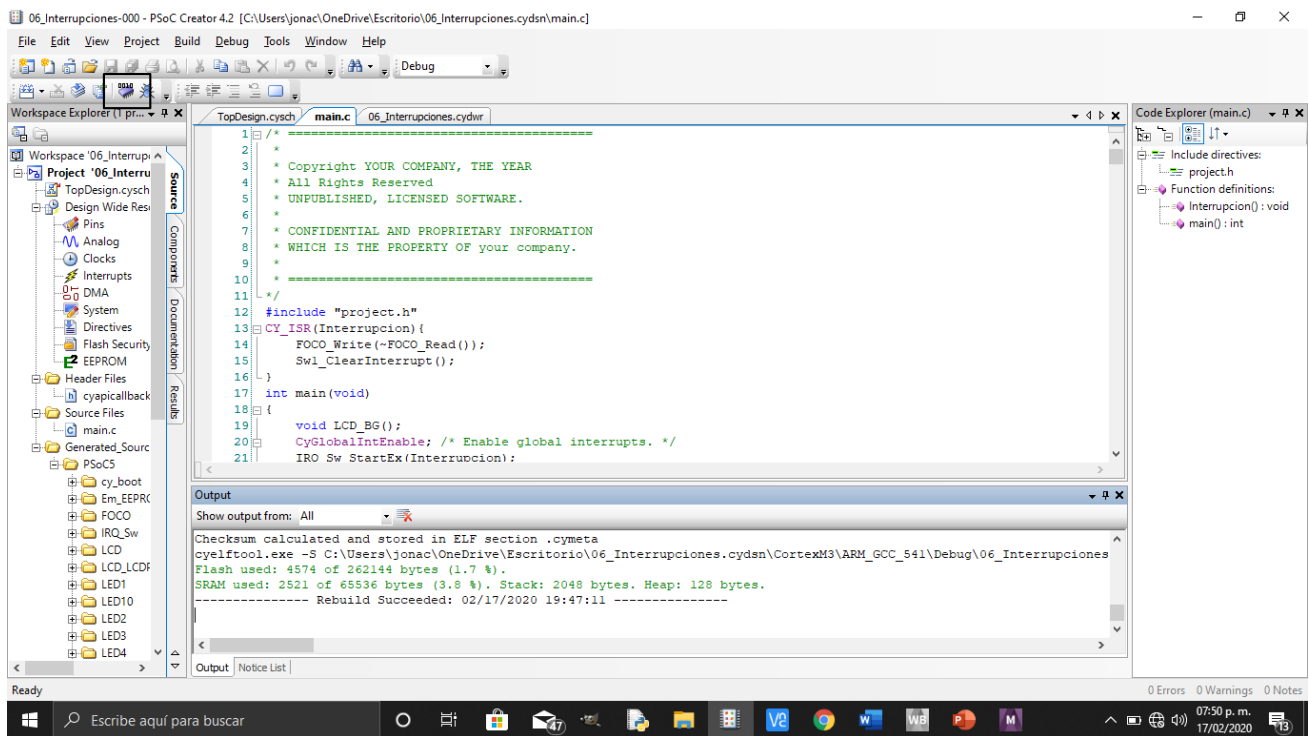 06_Interrupciones-000 - PSoC Creator 4.2 [C:\Users\jonac\OneDrive\Escritorio\06_Interrupciones.cydsn\main.c]
File Edit View Project Build Debug Tools Window Help
Debug
Workspace Explorer (1 pr...
TopDesign.cysch main.c 06_Interrupciones.cydwr
Code Explorer (main.c)
Workspace '06_Interrup
Project '06_Interru
TopDesign.cysch
Design Wide Res
Pins
Analog
Clocks
Interrupts
DMA
System
Directives
Flash Security
EEPROM
Header Files
cyapicallback
Source Files
main.c
Generated_Sourc
PSoC5
cy_boot
Em_EEPR
FOCO
IRQ_Sw
LCD
LCD_LCDP
LED1
LED10
LED2
LED3
LED4
Source
Components
Documentation
Results
1 /* ========================================
2 *
3 * Copyright YOUR COMPANY, THE YEAR
4 * All Rights Reserved
5 * UNPUBLISHED, LICENSED SOFTWARE.
6 *
7 * CONFIDENTIAL AND PROPRIETARY INFORMATION
8 * WHICH IS THE PROPERTY OF your company.
9 *
10 * ========================================
11 */
12 #include "project.h"
13 CY_ISR(Interrupcion){
14 FOCO_Write(~FOCO_Read());
15 Sw1_ClearInterrupt();
16 }
17 int main(void)
18 {
19 void LCD_BG();
20 CyGlobalIntEnable; /* Enable global interrupts. */
21 IRQ_Sw_StartEx(Interrupcion);
Include directives:
project.h
Function definitions:
Interrupcion() : void
main() : int
Output
Show output from: All
Checksum calculated and stored in ELF section .cymeta
cyelftool.exe -S C:\Users\jonac\OneDrive\Escritorio\06_Interrupciones.cydsn\CortexM3\ARM_GCC_541\Debug\06_Interrupciones
Flash used: 4574 of 262144 bytes (1.7 %).
SRAM used: 2521 of 65536 bytes (3.8 %). Stack: 2048 bytes. Heap: 128 bytes.
--------------- Rebuild Succeeded: 02/17/2020 19:47:11 ---------------
Output Notice List
Ready
0 Errors 0 Warnings 0 Notes
Escribe aquí para buscar
47
07:50 p. m.
17/02/2020
13